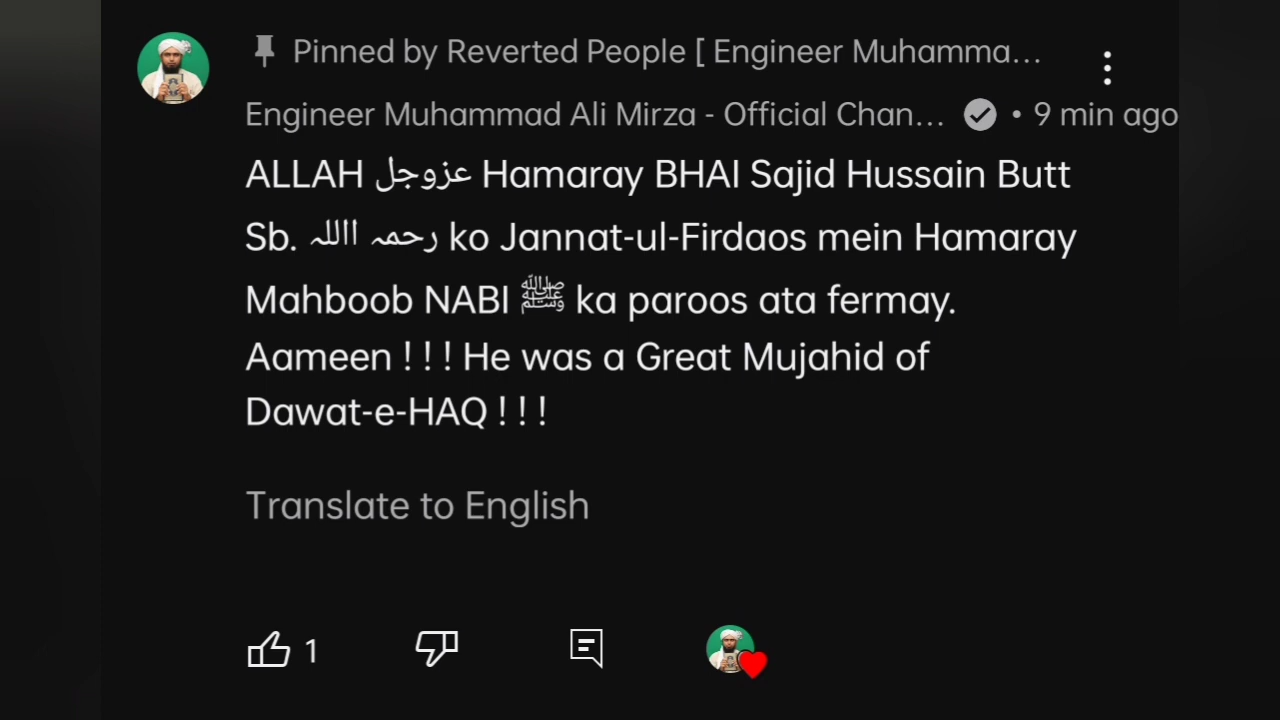 Pinned by Reverted People [ Engineer Muhamma...
Engineer Muhammad Ali Mirza - Official Chan... • 9 min ago
ALLAH عزوجل Hamaray BHAI Sajid Hussain Butt
Sb. رحمہ االلہ ko Jannat-ul-Firdaos mein Hamaray
Mahboob NABI ﷺ ka paroos ata fermay.
Aameen ! ! ! He was a Great Mujahid of
Dawat-e-HAQ ! ! !
Translate to English
1